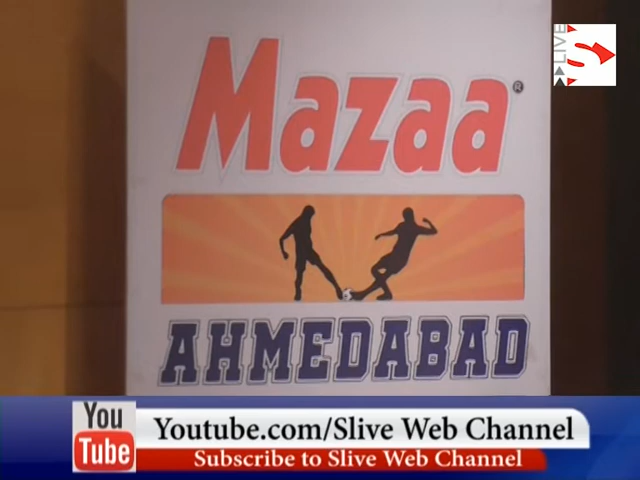 LIVE
Mazaa®
AHMEDABAD
You
Tube
Youtube.com/Slive Web Channel
Subscribe to Slive Web Channel